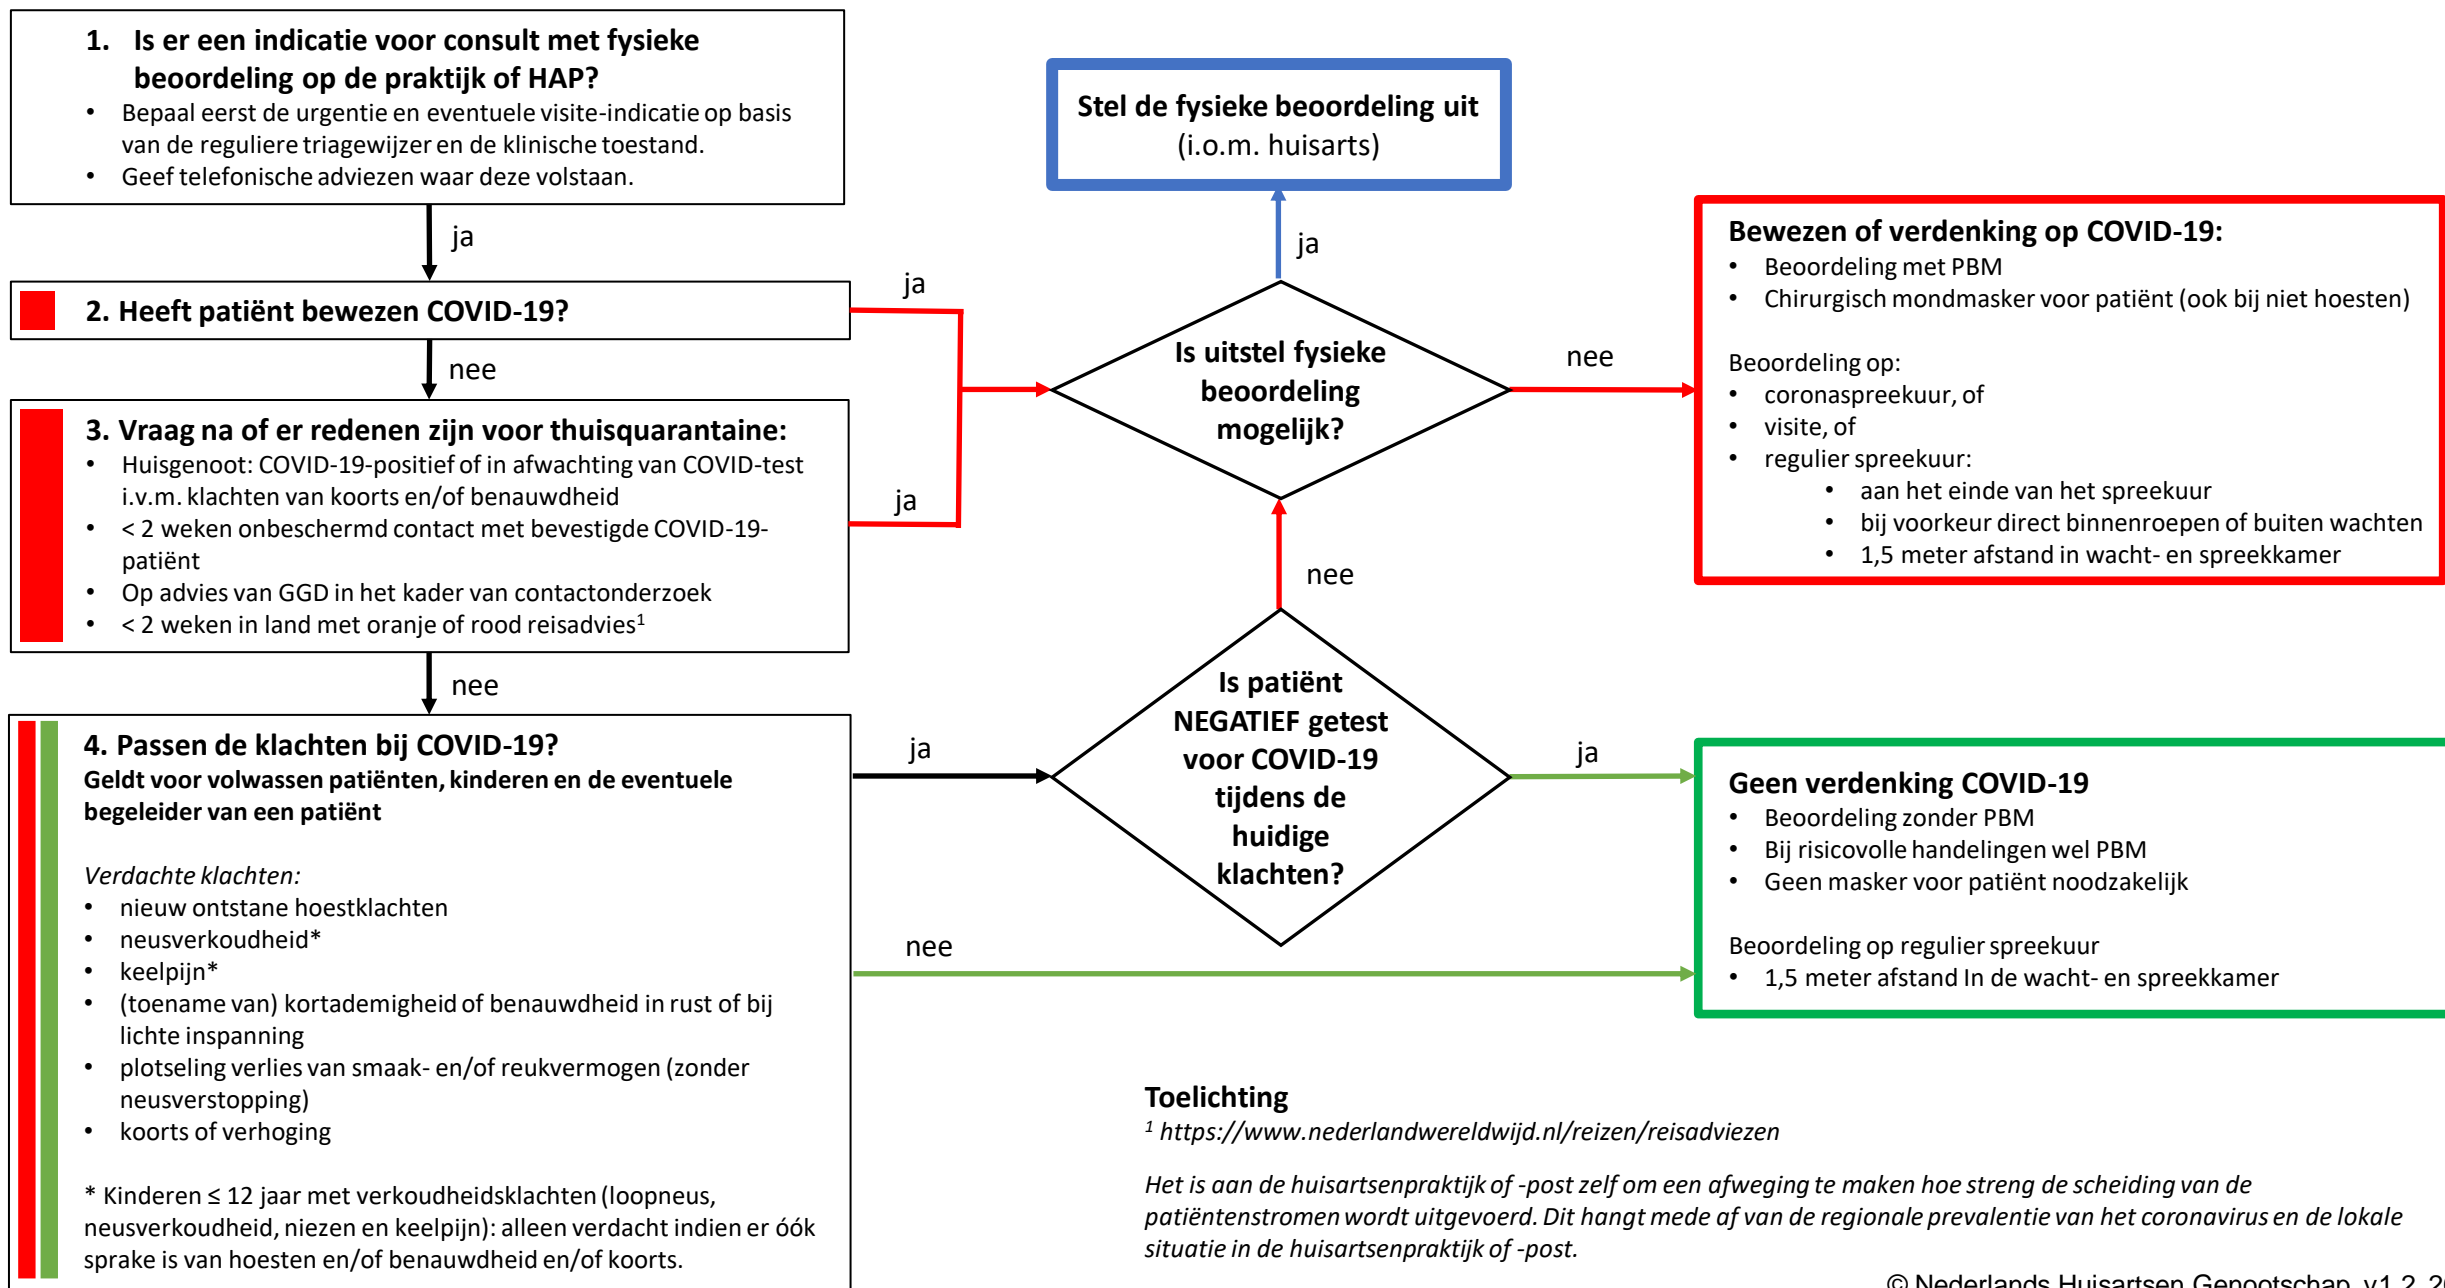 1. Is er een indicatie voor consult met fysieke
beoordeling op de praktijk of HAP?
• Bepaal eerst de urgentie en eventuele visite-indicatie op basis
van de reguliere triagewijzer en de klinische toestand.
• Geef telefonische adviezen waar deze volstaan.
ja
2. Heeft patiënt bewezen COVID-19?
ja
nee
3. Vraag na of er redenen zijn voor thuisquarantaine:
• Huisgenoot: COVID-19-positief of in afwachting van COVID-test
i.v.m. klachten van koorts en/of benauwdheid
• < 2 weken onbeschermd contact met bevestigde COVID-19-
patiënt
• Op advies van GGD in het kader van contactonderzoek
• < 2 weken in land met oranje of rood reisadvies¹
ja
nee
4. Passen de klachten bij COVID-19?
Geldt voor volwassen patiënten, kinderen en de eventuele
begeleider van een patiënt
Verdachte klachten:
• nieuw ontstane hoestklachten
• neusverkoudheid*
• keelpijn*
• (toename van) kortademigheid of benauwdheid in rust of bij
lichte inspanning
• plotseling verlies van smaak- en/of reukvermogen (zonder
neusverstopping)
• koorts of verhoging
* Kinderen ≤ 12 jaar met verkoudheidsklachten (loopneus,
neusverkoudheid, niezen en keelpijn): alleen verdacht indien er óók
sprake is van hoesten en/of benauwdheid en/of koorts.
ja
nee
Stel de fysieke beoordeling uit
(i.o.m. huisarts)
ja
Is uitstel fysieke
beoordeling
mogelijk?
nee
nee
Is patiënt
NEGATIEF getest
voor COVID-19
tijdens de
huidige
klachten?
ja
Bewezen of verdenking op COVID-19:
• Beoordeling met PBM
• Chirurgisch mondmasker voor patiënt (ook bij niet hoesten)
Beoordeling op:
• coronaspreekuur, of
• visite, of
• regulier spreekuur:
• aan het einde van het spreekuur
• bij voorkeur direct binnenroepen of buiten wachten
• 1,5 meter afstand in wacht- en spreekkamer
Geen verdenking COVID-19
• Beoordeling zonder PBM
• Bij risicovolle handelingen wel PBM
• Geen masker voor patiënt noodzakelijk
Beoordeling op regulier spreekuur
• 1,5 meter afstand In de wacht- en spreekkamer
Toelichting
¹ https://www.nederlandwereldwijd.nl/reizen/reisadviezen
Het is aan de huisartsenpraktijk of -post zelf om een afweging te maken hoe streng de scheiding van de
patiëntenstromen wordt uitgevoerd. Dit hangt mede af van de regionale prevalentie van het coronavirus en de lokale
situatie in de huisartsenpraktijk of -post.
© Nederlands Huisartsen Genootschap, v1.2